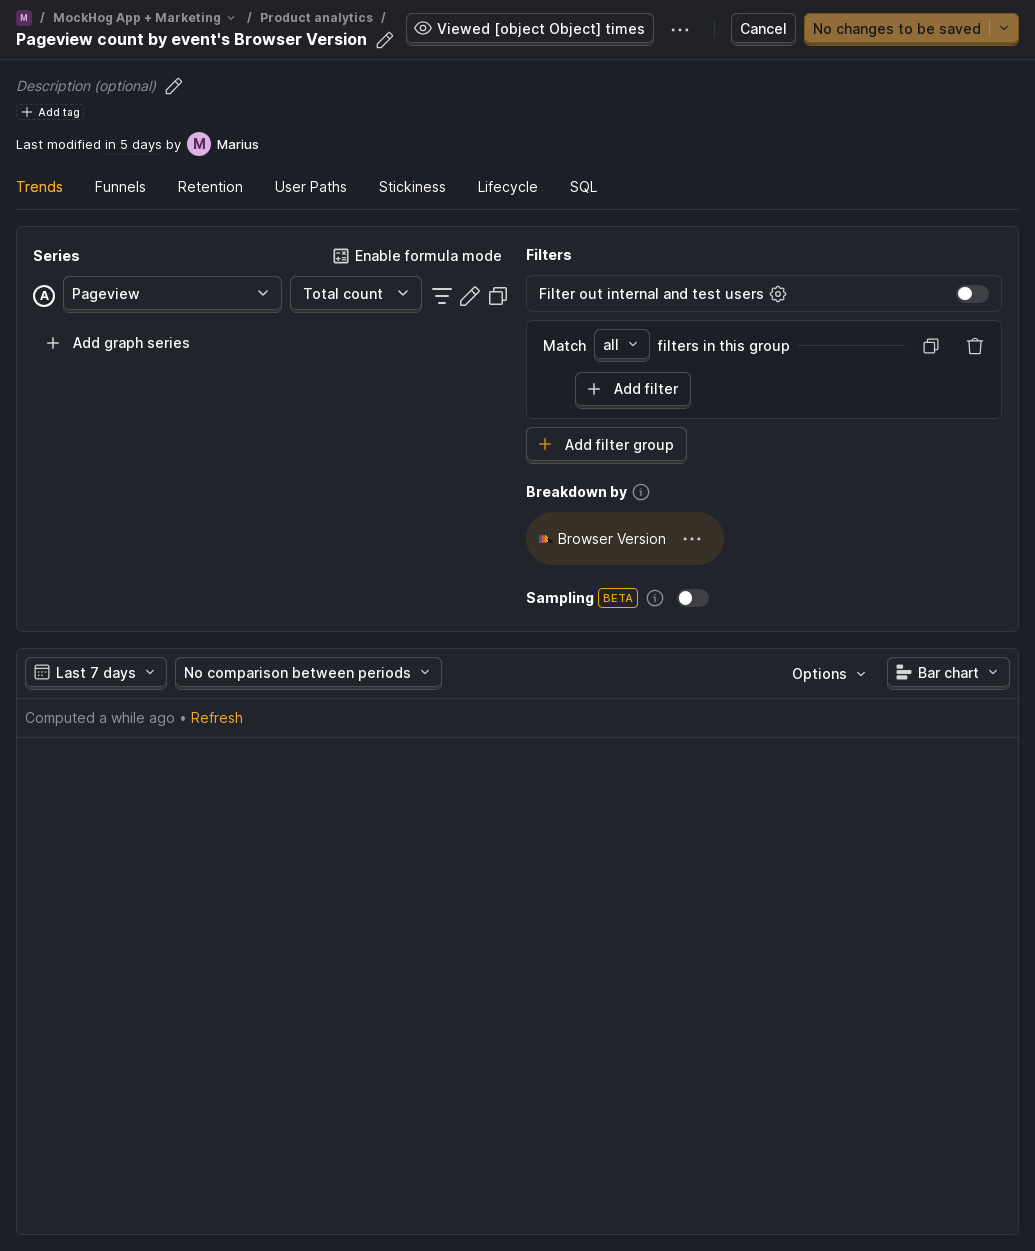 M / MockHog App + Marketing / Product analytics /
Pageview count by event's Browser Version
Viewed [object Object] times
Cancel
No changes to be saved
Description (optional)
Add tag
Last modified in 5 days by M Marius
Trends Funnels Retention User Paths Stickiness Lifecycle SQL
Series
Enable formula mode
A Pageview Total count
Add graph series
Filters
Filter out internal and test users
Match all filters in this group
Add filter
Add filter group
Breakdown by
Browser Version
Sampling BETA
Last 7 days No comparison between periods Options Bar chart
Computed a while ago • Refresh